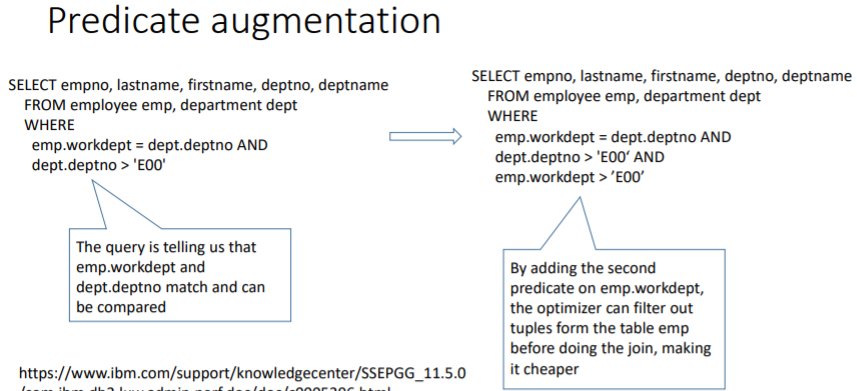 Predicate augmentation
SELECT empno, lastname, firstname, deptno, deptname
FROM employee emp, department dept
WHERE
emp.workdept = dept.deptno AND
dept.deptno > 'E00'
The query is telling us that
emp.workdept and
dept.deptno match and can
be compared
SELECT empno, lastname, firstname, deptno, deptname
FROM employee emp, department dept
WHERE
emp.workdept = dept.deptno AND
dept.deptno > 'E00‘ AND
emp.workdept > ’E00’
By adding the second
predicate on emp.workdept,
the optimizer can filter out
tuples form the table emp
before doing the join, making
it cheaper
https://www.ibm.com/support/knowledgecenter/SSEPGG_11.5.0